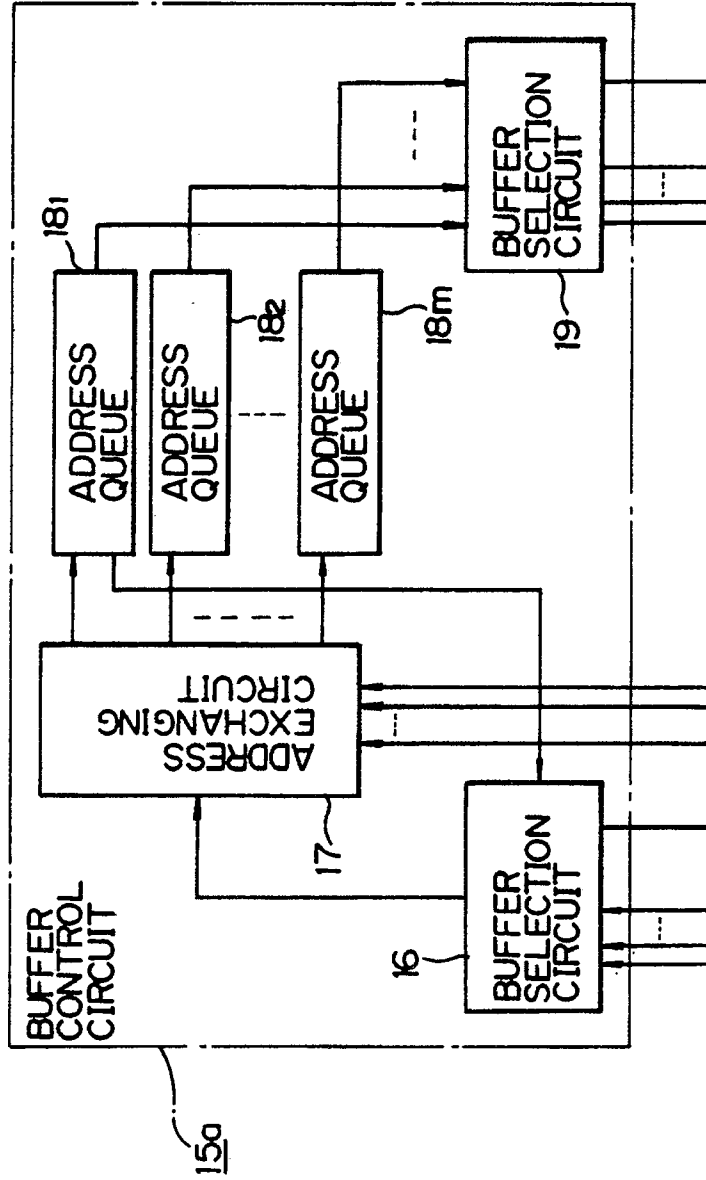 15a
BUFFER
CONTROL
CIRCUIT
16
BUFFER
SELECTION
CIRCUIT
17
ADDRESS
EXCHANGING
CIRCUIT
ADDRESS
QUEUE
181
ADDRESS
QUEUE
182
ADDRESS
QUEUE
18m
BUFFER
SELECTION
CIRCUIT
19